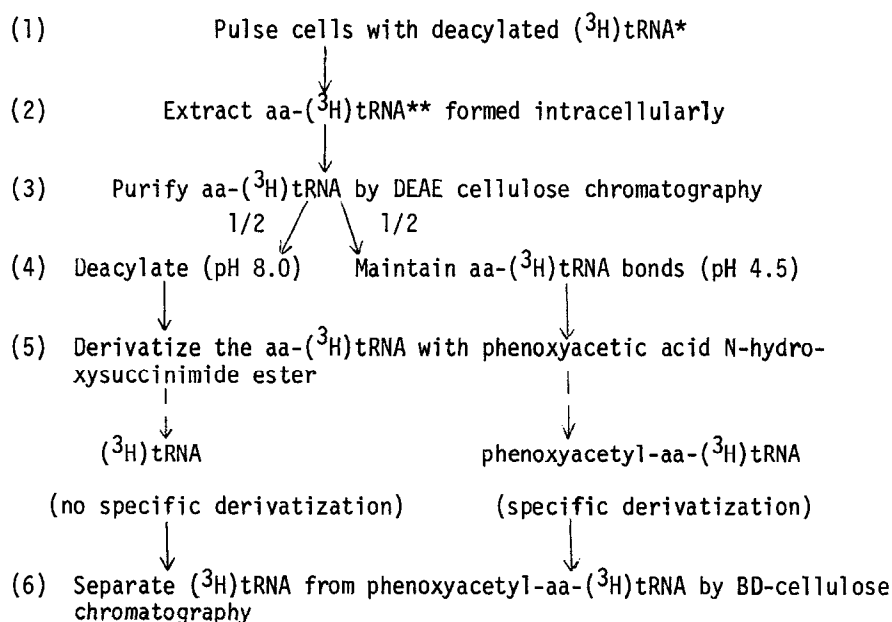 (1) Pulse cells with deacylated (³H)tRNA*
(2) Extract aa-(³H)tRNA** formed intracellularly
(3) Purify aa-(³H)tRNA by DEAE cellulose chromatography
1/2 1/2
(4) Deacylate (pH 8.0) Maintain aa-(³H)tRNA bonds (pH 4.5)
(5) Derivatize the aa-(³H)tRNA with phenoxyacetic acid N-hydro-
xysuccinimide ester
(³H)tRNA phenoxyacetyl-aa-(³H)tRNA
(no specific derivatization) (specific derivation)
(6) Separate (³H)tRNA from phenoxyacetyl-aa-(³H)tRNA by BD-cellulose
chromatography